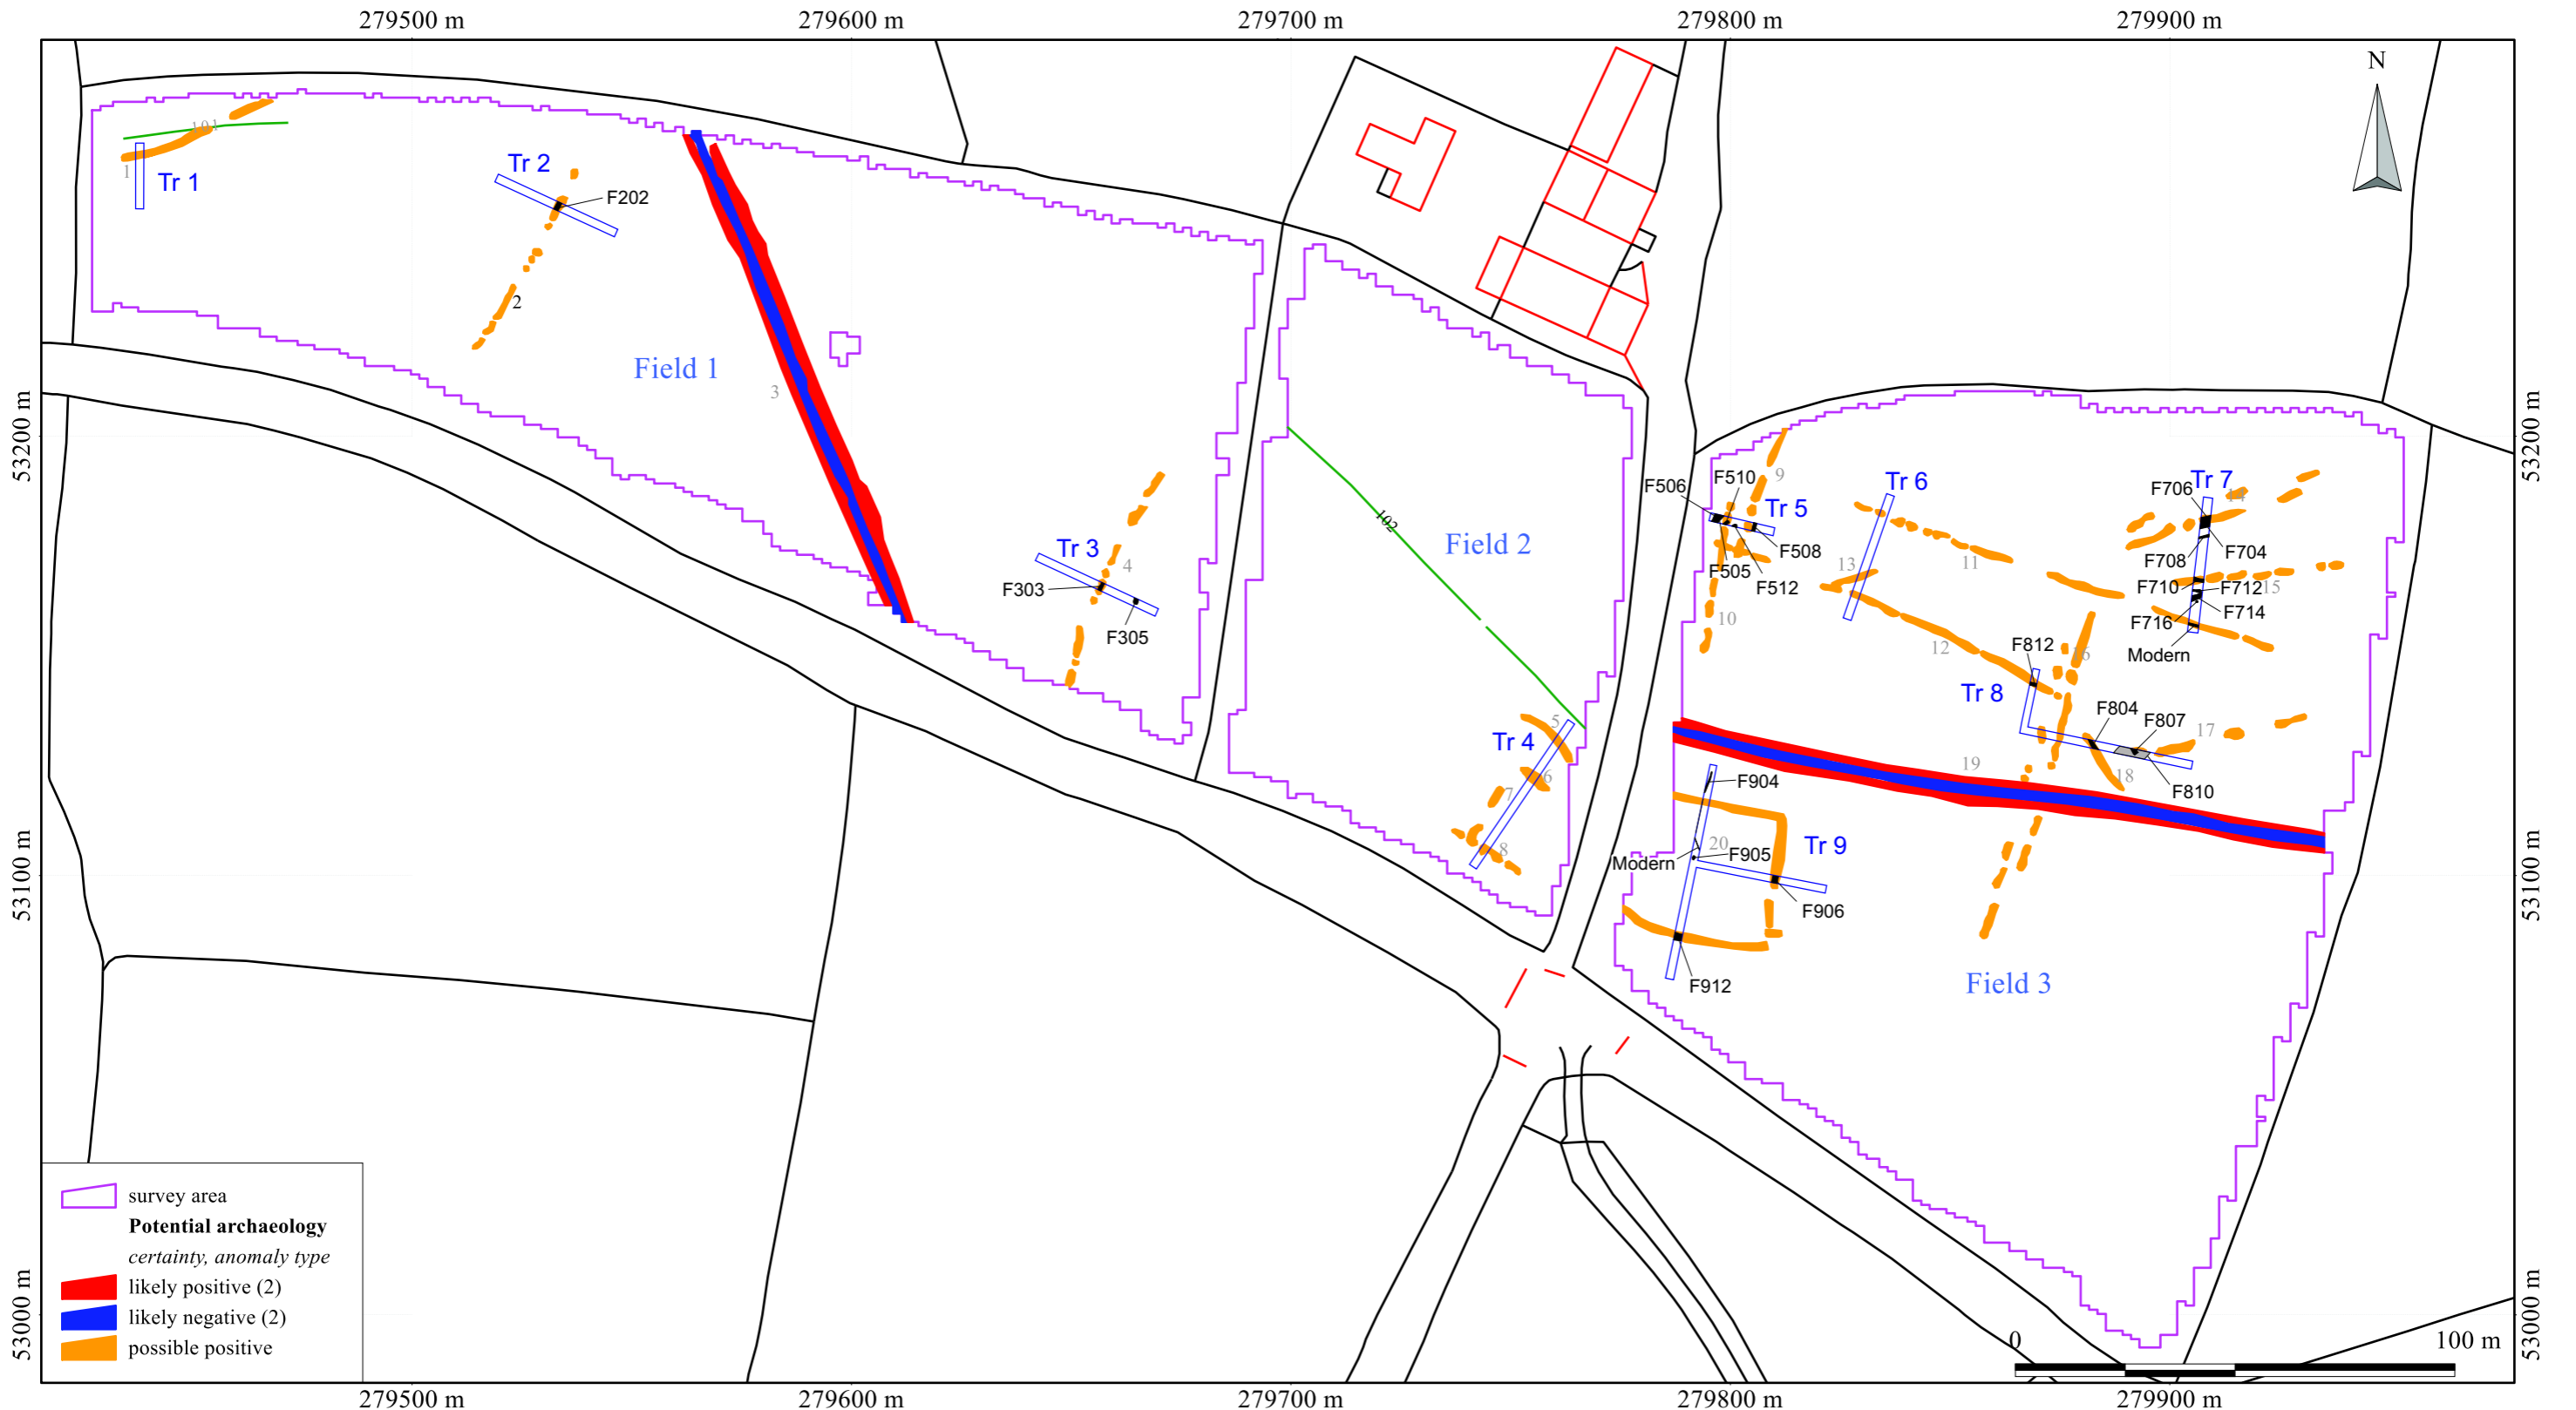 279500 m
279600 m
279700 m
279800 m
279900 m
N
101
1
Tr 1
Tr 2
F202
2
Field 1
3
53200 m
53200 m
Tr 3
4
F303
F305
102
Field 2
F506
F510
9
Tr 5
F508
F505
F512
10
Tr 6
13
11
12
F706
Tr 7
14
F704
F708
F710
F712
15
F714
F716
Modern
F812
16
Tr 8
F804
F807
17
18
F810
19
Tr 4
5
6
7
8
F904
20
Tr 9
Modern
F905
F906
F912
Field 3
53100 m
53100 m
survey area
Potential archaeology
certainty, anomaly type
likely positive (2)
likely negative (2)
possible positive
53000 m
53000 m
0
100 m
279500 m
279600 m
279700 m
279800 m
279900 m